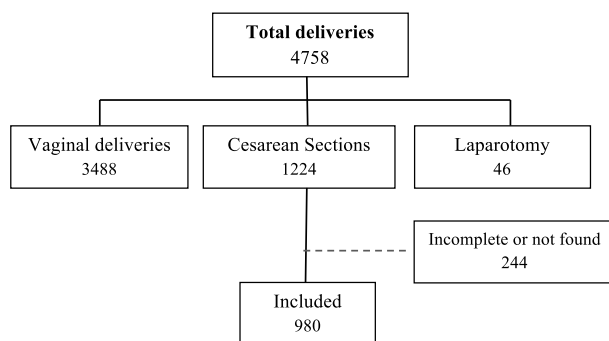 Total deliveries
4758
Vaginal deliveries
3488
Cesarean Sections
1224
Laparotomy
46
Incomplete or not found
244
Included
980